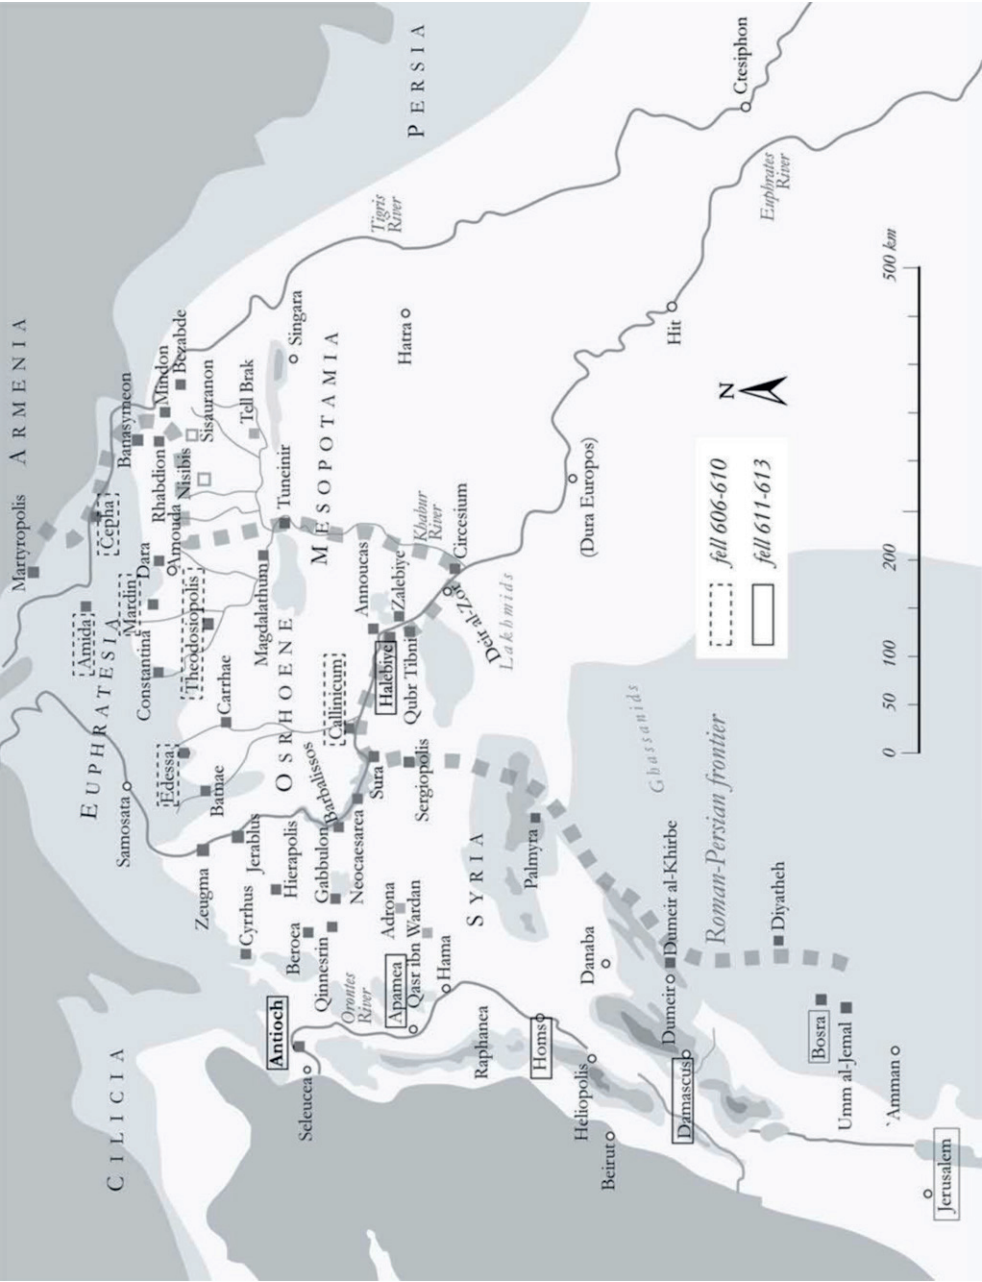 CILICIA
EUPHRATESIA
ARMENIA
PERSIA
Martyropolis
Amida
Cepha
Banasymeon
Mindon
Bezabde
Rhabdion
Sisauranon
Nisibis
Mardin
Dara
Amouda
Constantina
Theodosiopolis
Tell Brak
Singara
Tigris
River
Samosata
Edessa
Carrhae
Batnae
Zeugma
Jerablus
Cyrrhus
Hierapolis
OSRHOENE
MESOPOTAMIA
Magdalathum
Tuncinir
Hatra
Antioch
Seleucea
Beroea
Qinnesrin
Gabbulon
Barbalissos
Neocaesarea
Callinicum
Sura
Annoucas
Halebiye
Zalebiye
Qubr Tibni
Khabur
River
Circesium
Deir al-Zor
Lakhmids
Orontes
River
Apamea
Adrona
Qasr ibn Wardan
Hama
Sergiopolis
SYRIA
Raphanea
Homs
Palmyra
(Dura Europos)
Hit
Ctesiphon
Euphrates
River
Heliopolis
Beirut
Danaba
Dumeir
Dumeir al-Khirbe
Damascus
Ghassanids
Roman-Persian frontier
Diyatheh
Bosra
Umm al-Jemal
`Amman
Jerusalem
N
fell 606-610
fell 611-613
0
50
100
200
500 km